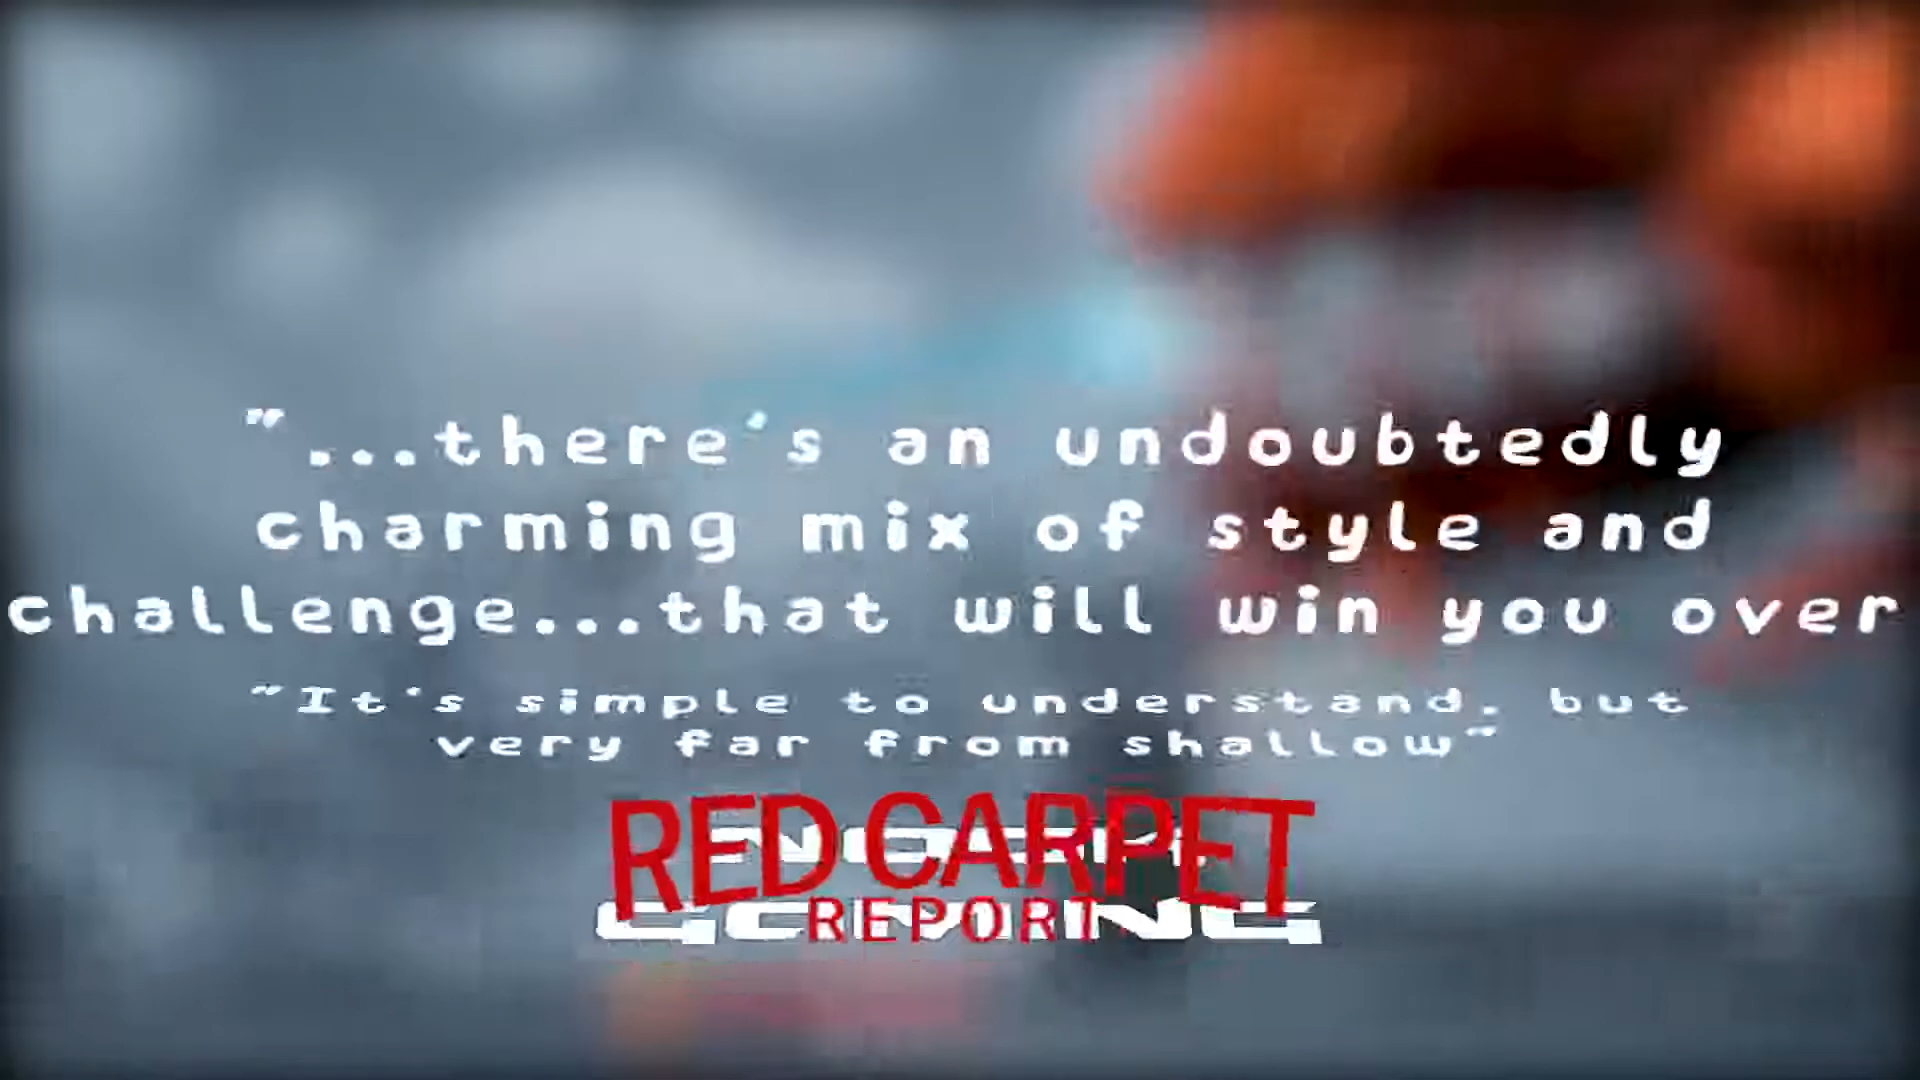 "...there's an undoubtedly
charming mix of style and
challenge...that will win you over
"It's simple to understand, but
very far from shallow"
RED CARPET
REPORT